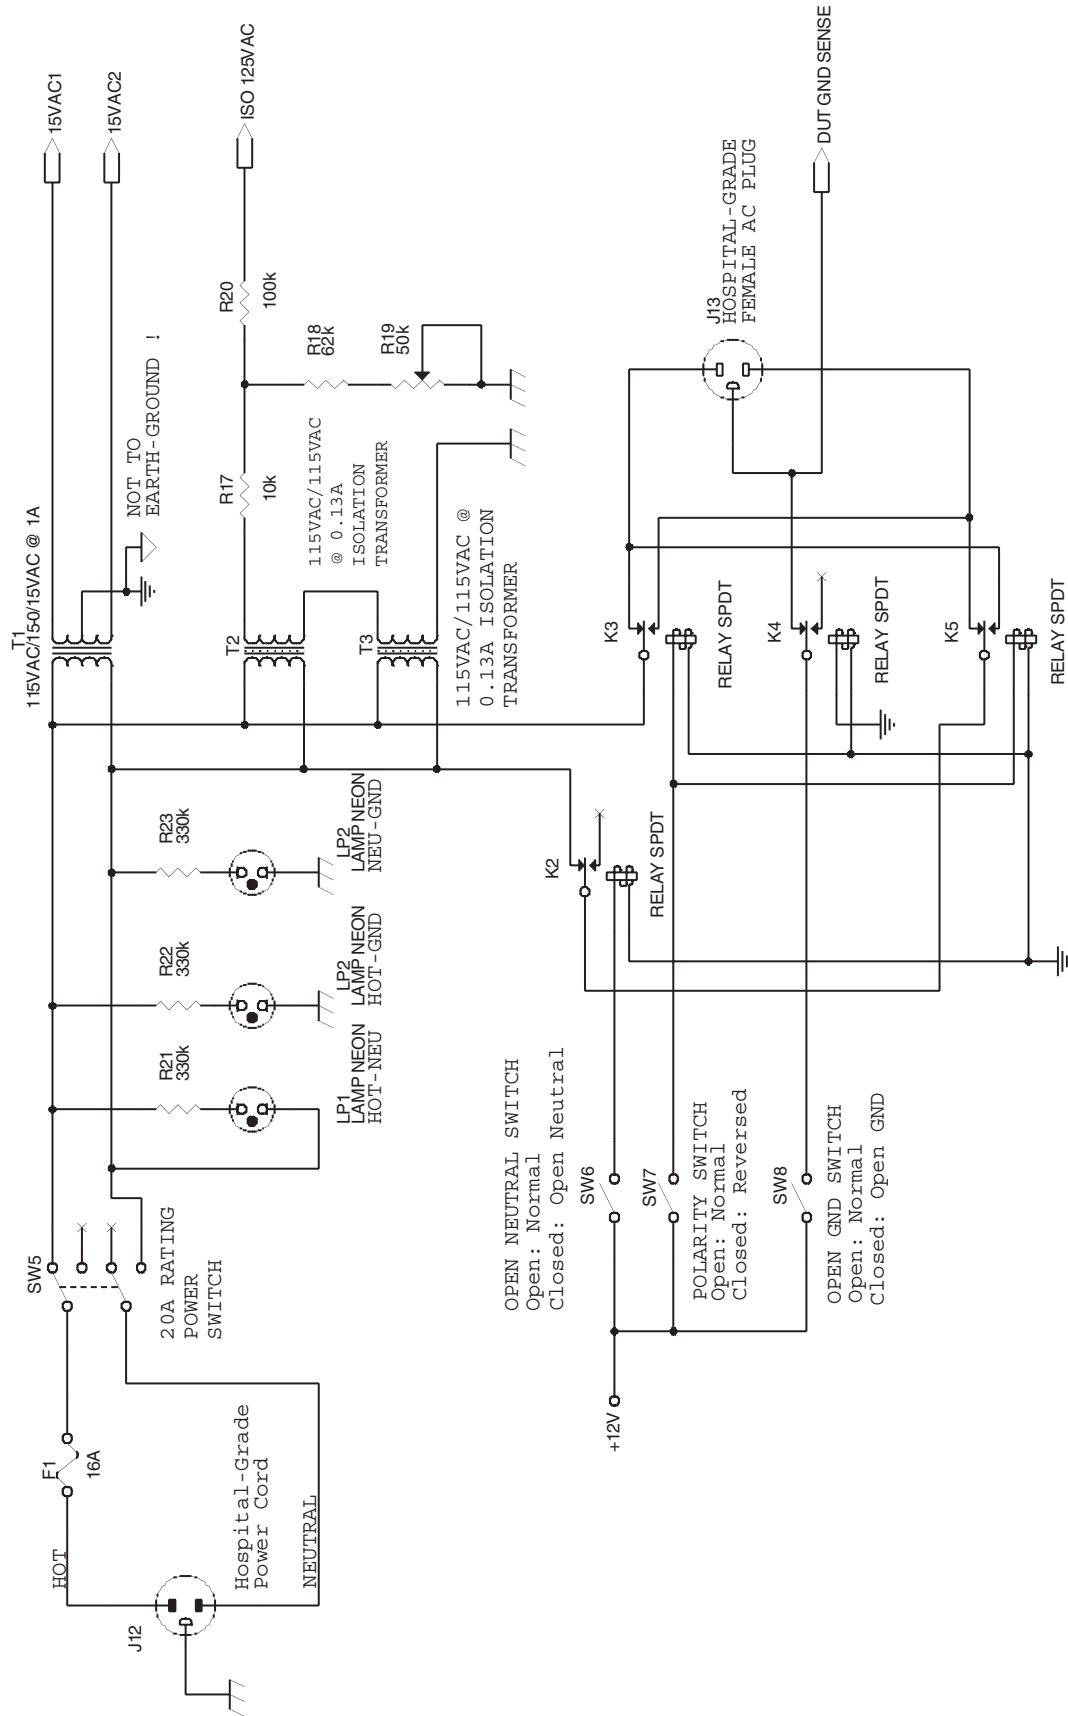 J12
HOT
Hospital-Grade
Power Cord
NEUTRAL
F1
16A
SW5
20A RATING
POWER
SWITCH
R21
330k
R22
330k
R23
330k
LP1
LAMP NEON
HOT-NEU
LP2
LAMP NEON
HOT-GND
LP2
LAMP NEON
NEU-GND
T1
115VAC/15-0/15VAC @ 1A
NOT TO
EARTH-GROUND !
15VAC1
15VAC2
T2
R17
10k
R20
100k
ISO 125VAC
115VAC/115VAC
@ 0.13A
ISOLATION
TRANSFORMER
R18
62k
R19
50k
T3
115VAC/115VAC @
0.13A ISOLATION
TRANSFORMER
+12V
OPEN NEUTRAL SWITCH
Open: Normal
Closed: Open Neutral
SW6
SW7
POLARITY SWITCH
Open: Normal
Closed: Reversed
SW8
OPEN GND SWITCH
Open: Normal
Closed: Open GND
K2
RELAY SPDT
K3
RELAY SPDT
K4
RELAY SPDT
K5
RELAY SPDT
J13
HOSPITAL-GRADE
FEMALE AC PLUG
DUT GND SENSE